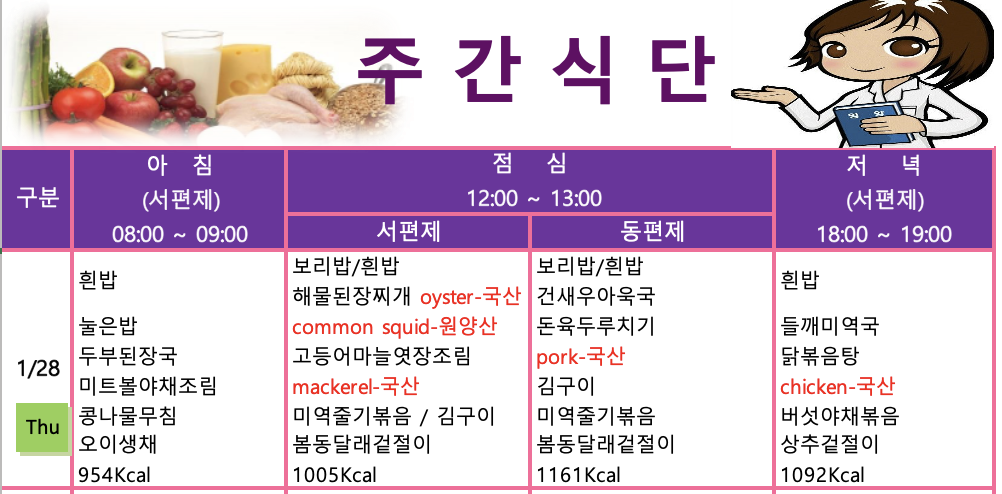 주간식단
구분
아 침
(서편제)
08:00 ~ 09:00
점 심
12:00 ~ 13:00
서편제
동편제
저 녁
(서편제)
18:00 ~ 19:00
1/28
Thu
흰밥
눌은밥
두부된장국
미트볼야채조림
콩나물무침
오이생채
954Kcal
보리밥/흰밥
해물된장찌개 oyster-국산
common squid-원양산
고등어마늘엿장조림
mackerel-국산
미역줄기볶음 / 김구이
봄동달래겉절이
1005Kcal
보리밥/흰밥
건새우아욱국
돈육두루치기
pork-국산
김구이
미역줄기볶음
봄동달래겉절이
1161Kcal
흰밥
들깨미역국
닭볶음탕
chicken-국산
버섯야채볶음
상추겉절이
1092Kcal